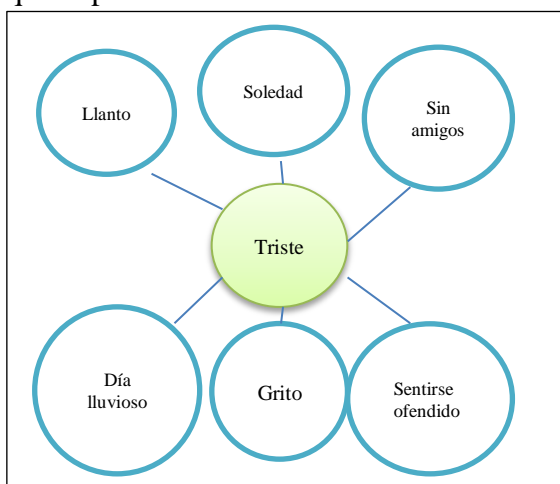 Llanto
Soledad
Sin
amigos
Triste
Día
lluvioso
Grito
Sentirse
ofendido